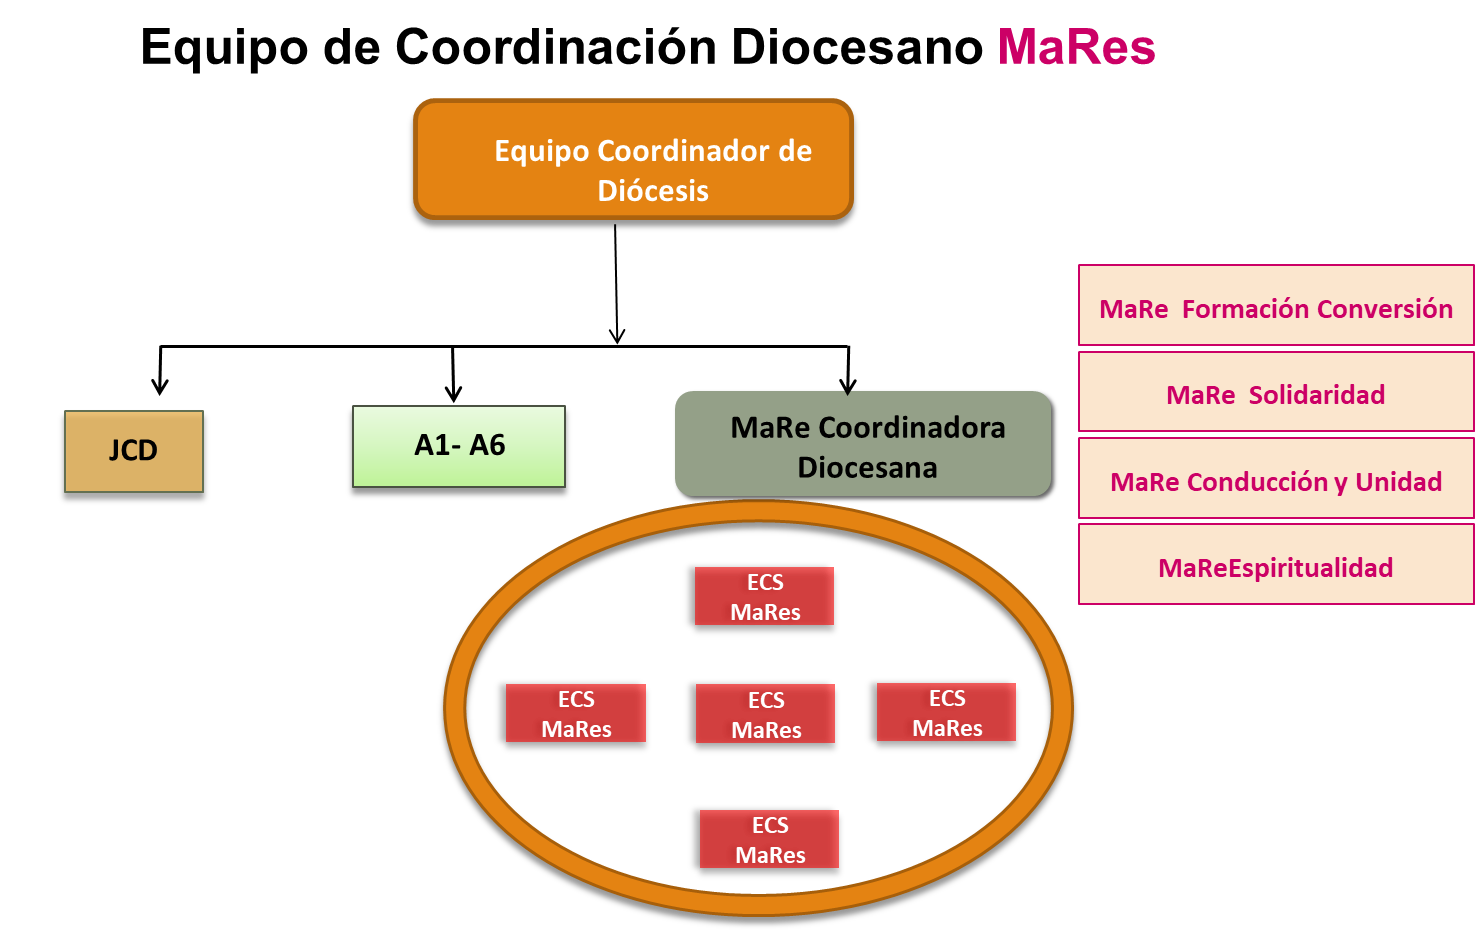 Equipo de Coordinación Diocesano MaRes
Equipo Coordinador de
Diócesis
JCD
A1- A6
MaRe Coordinadora
Diocesana
MaRe  Formación Conversión
MaRe  Solidaridad
MaRe Conducción y Unidad
MaReEspiritualidad
ECS
MaRes
ECS
MaRes
ECS
MaRes
ECS
MaRes
ECS
MaRes